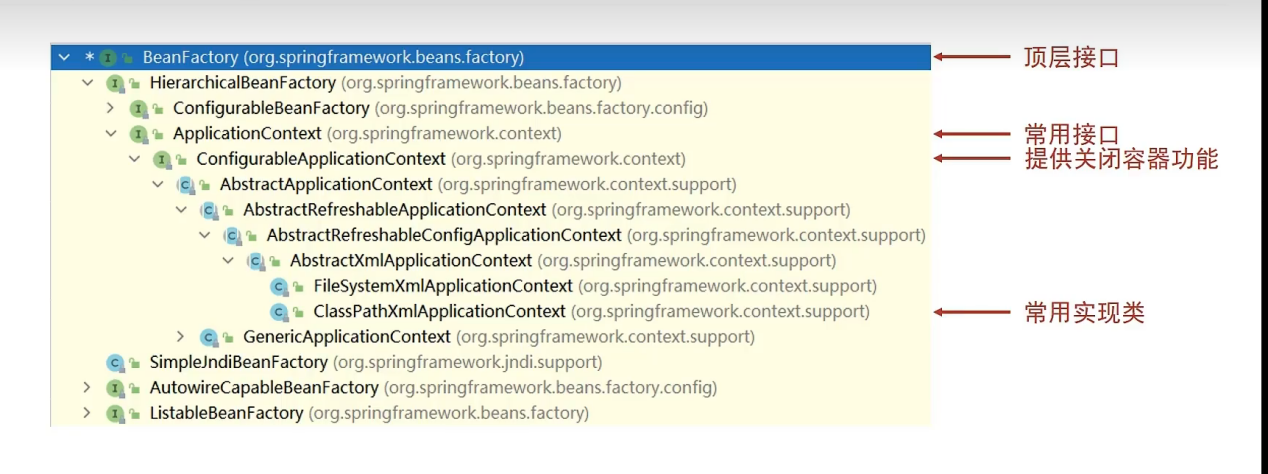 BeanFactory (org.springframework.beans.factory) 顶层接口
HierarchicalBeanFactory (org.springframework.beans.factory)
ConfigurableBeanFactory (org.springframework.beans.factory.config)
ApplicationContext (org.springframework.context) 常用接口
ConfigurableApplicationContext (org.springframework.context) 提供关闭容器功能
AbstractApplicationContext (org.springframework.context.support)
AbstractRefreshableApplicationContext (org.springframework.context.support)
AbstractRefreshableConfigApplicationContext (org.springframework.context.support)
AbstractXmlApplicationContext (org.springframework.context.support)
FileSystemXmlApplicationContext (org.springframework.context.support)
ClassPathXmlApplicationContext (org.springframework.context.support) 常用实现类
GenericApplicationContext (org.springframework.context.support)
SimpleJndiBeanFactory (org.springframework.jndi.support)
AutowireCapableBeanFactory (org.springframework.beans.factory.config)
ListableBeanFactory (org.springframework.beans.factory)